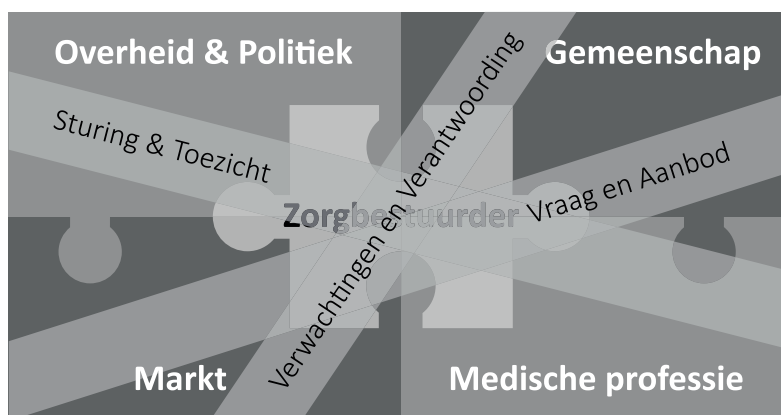 Overheid & Politiek
Gemeenschap
Sturing & Toezicht
Verwachtingen en Verantwoording
Vraag en Aanbod
Zorgbestuurder
Markt
Medische professie